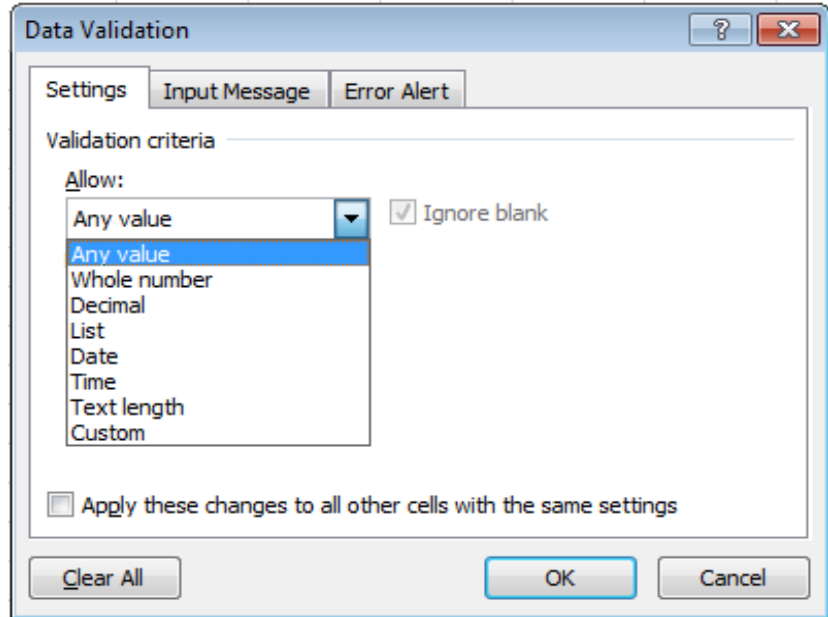 Data Validation
Settings Input Message Error Alert
Validation criteria
Allow:
Any value Ignore blank
Any value
Whole number
Decimal
List
Date
Time
Text length
Custom
Apply these changes to all other cells with the same settings
Clear All OK Cancel